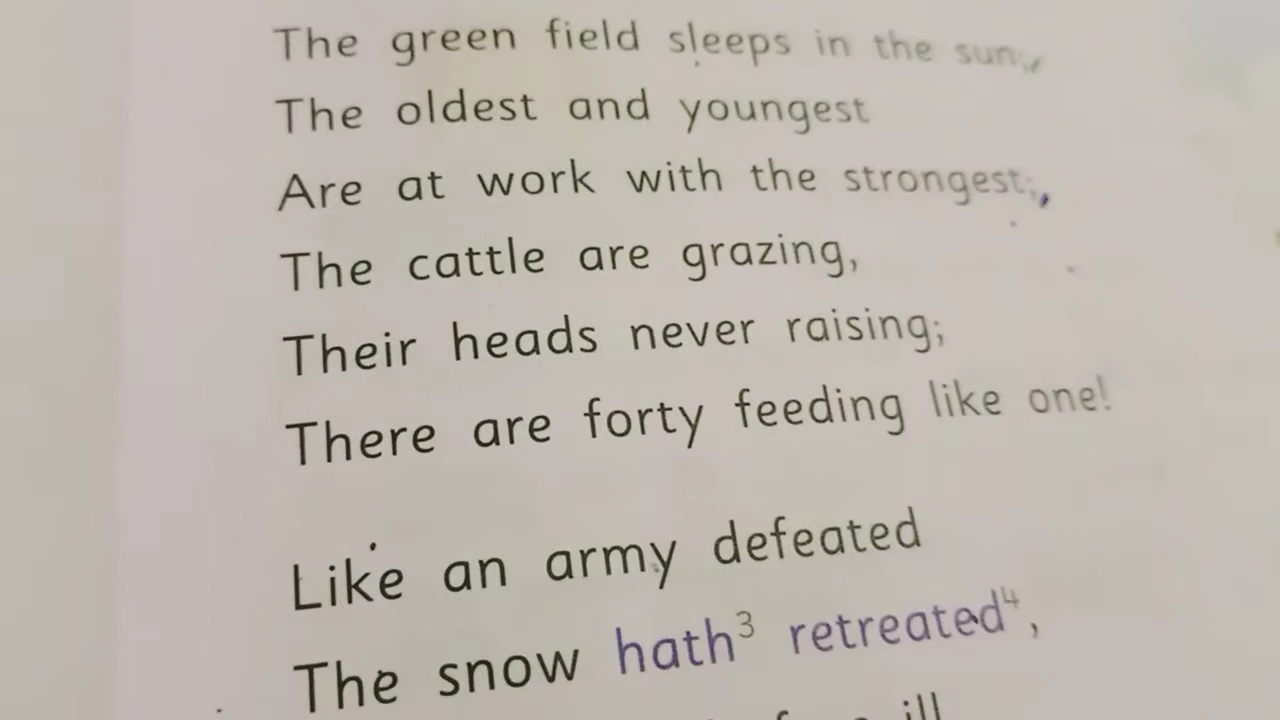 The green field sleeps in the sun;
The oldest and youngest
Are at work with the strongest;,
The cattle are grazing,
Their heads never raising;
There are forty feeding like one!
Like an army defeated
The snow hath³ retreated⁴,
ill